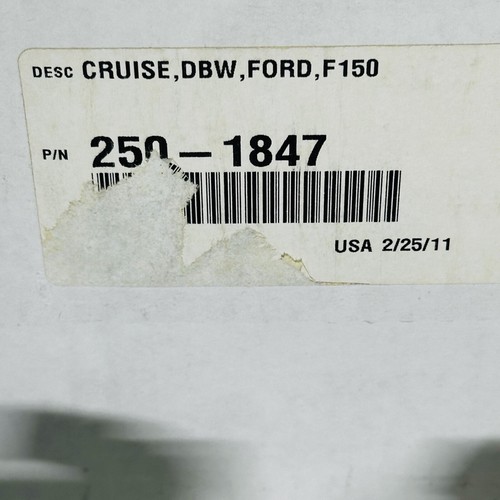 DESC CRUISE,DBW,FORD,F150
P/N 250-1847
USA 2/25/11